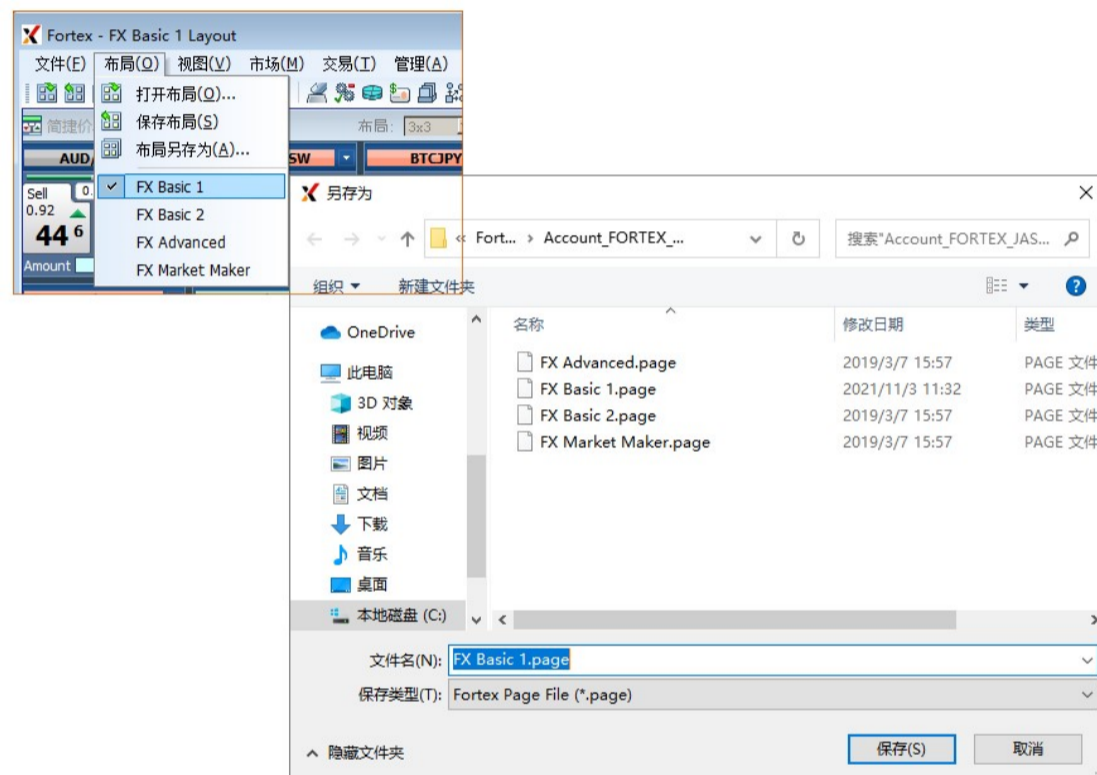 Fortex - FX Basic 1 Layout
文件(F) 布局(O) 视图(V) 市场(M) 交易(T) 管理(A)
打开布局(O)...
简捷价 保存布局(S) 布局: 3x3
布局另存为(A)...
AUD/ SW BTCJPY
FX Basic 1
FX Basic 2
FX Advanced
FX Market Maker
Sell 0.
0.92
44 6
Amount
另存为
« Fort... › Account_FORTEX_...
搜索"Account_FORTEX_JAS...
组织 新建文件夹
名称 修改日期 类型
FX Advanced.page 2019/3/7 15:57 PAGE 文件
FX Basic 1.page 2021/11/3 11:32 PAGE 文件
FX Basic 2.page 2019/3/7 15:57 PAGE 文件
FX Market Maker.page 2019/3/7 15:57 PAGE 文件
OneDrive
此电脑
3D 对象
视频
图片
文档
下载
音乐
桌面
本地磁盘 (C:)
文件名(N): FX Basic 1.page
保存类型(T): Fortex Page File (*.page)
隐藏文件夹 保存(S) 取消